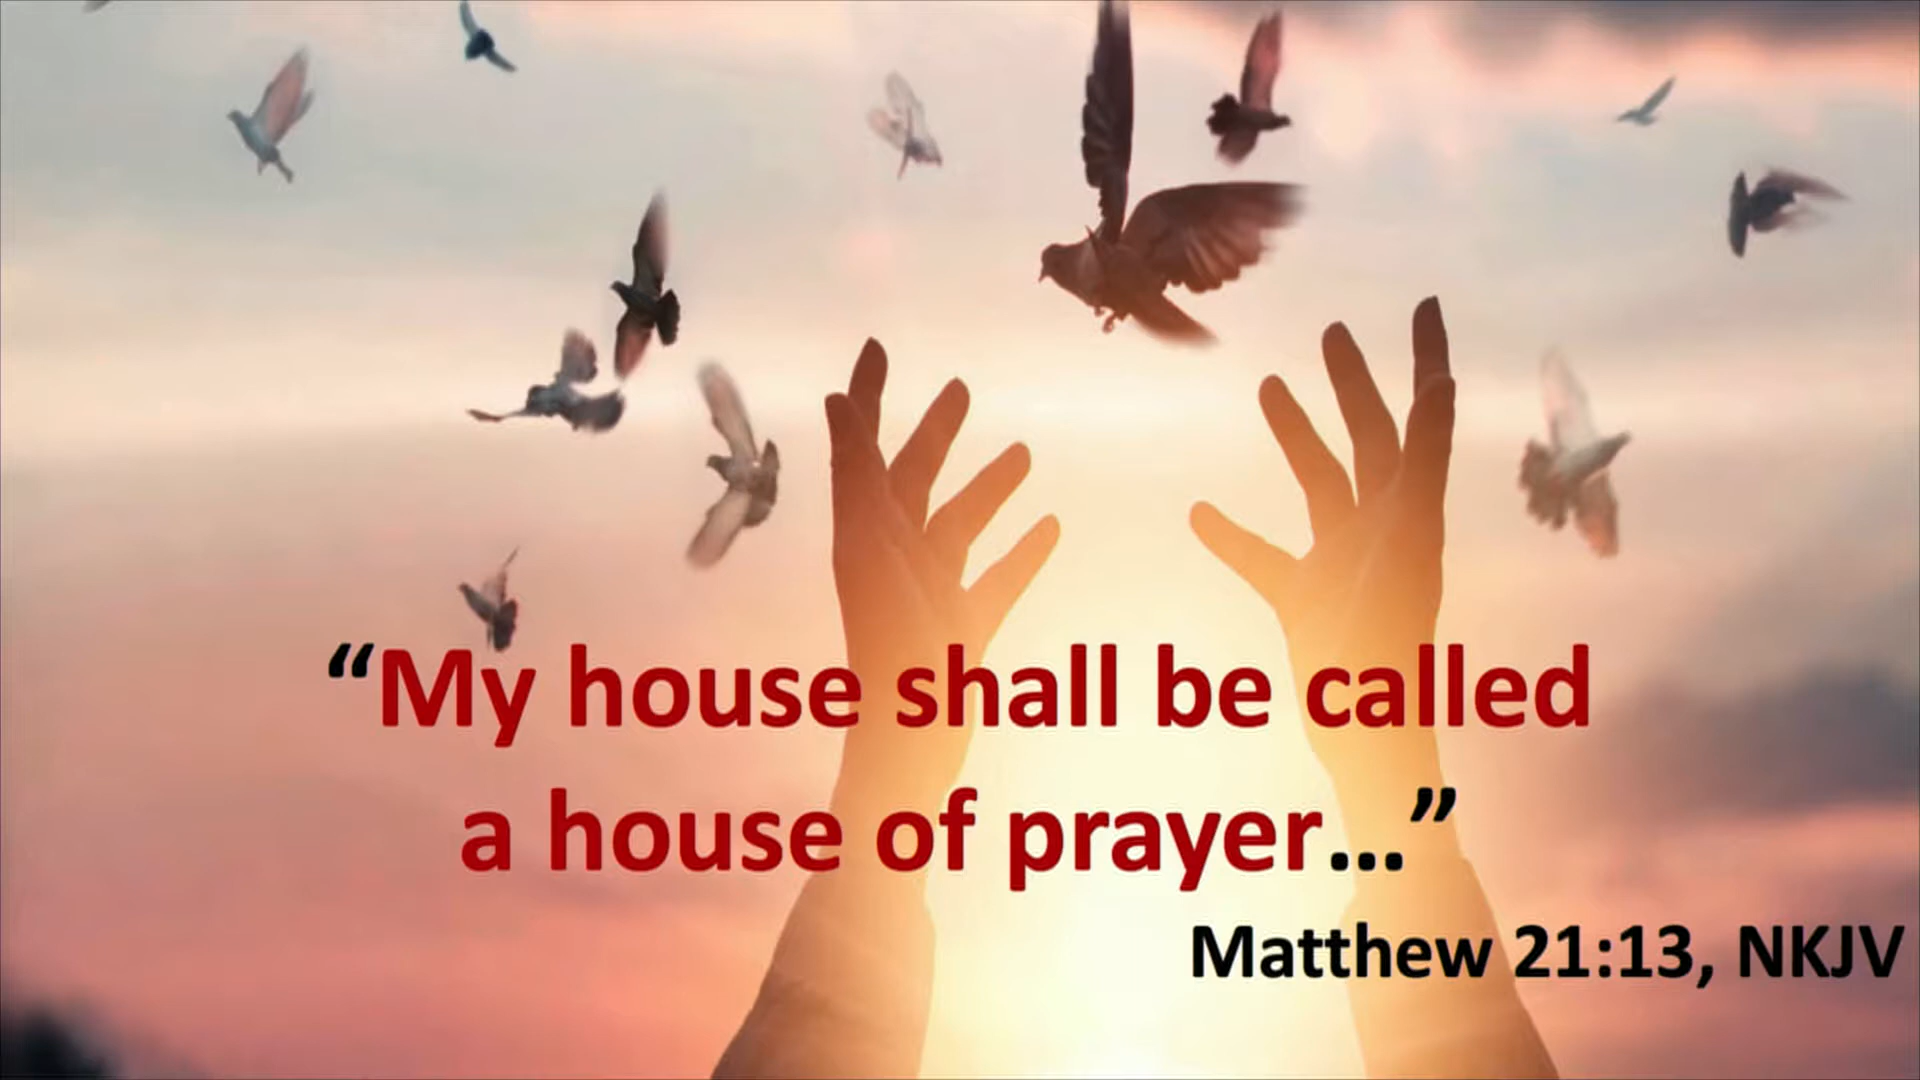 “My house shall be called
a house of prayer...”
Matthew 21:13, NKJV